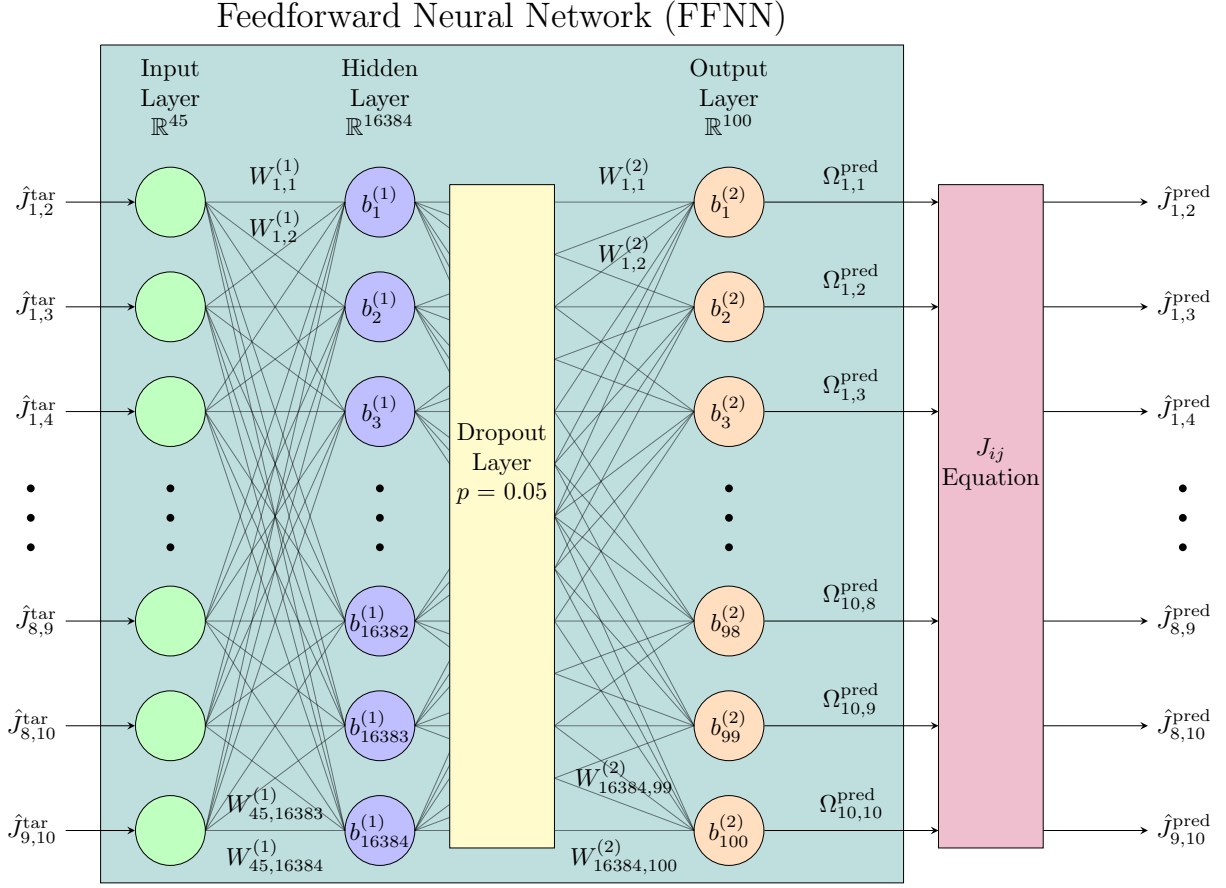 Feedforward Neural Network (FFNN)
Input
Layer
ℝ^45
Hidden
Layer
ℝ^16384
Output
Layer
ℝ^100
Ĵ^tar_1,2
Ĵ^tar_1,3
Ĵ^tar_1,4
Ĵ^tar_8,9
Ĵ^tar_8,10
Ĵ^tar_9,10
W^(1)_1,1
W^(1)_1,2
W^(1)_45,16383
W^(1)_45,16384
b^(1)_1
b^(1)_2
b^(1)_3
b^(1)_16382
b^(1)_16383
b^(1)_16384
Dropout
Layer
p = 0.05
W^(2)_1,1
W^(2)_1,2
W^(2)_16384,99
W^(2)_16384,100
b^(2)_1
b^(2)_2
b^(2)_3
b^(2)_98
b^(2)_99
b^(2)_100
Ω^pred_1,1
Ω^pred_1,2
Ω^pred_1,3
Ω^pred_10,8
Ω^pred_10,9
Ω^pred_10,10
J_ij
Equation
Ĵ^pred_1,2
Ĵ^pred_1,3
Ĵ^pred_1,4
Ĵ^pred_8,9
Ĵ^pred_8,10
Ĵ^pred_9,10